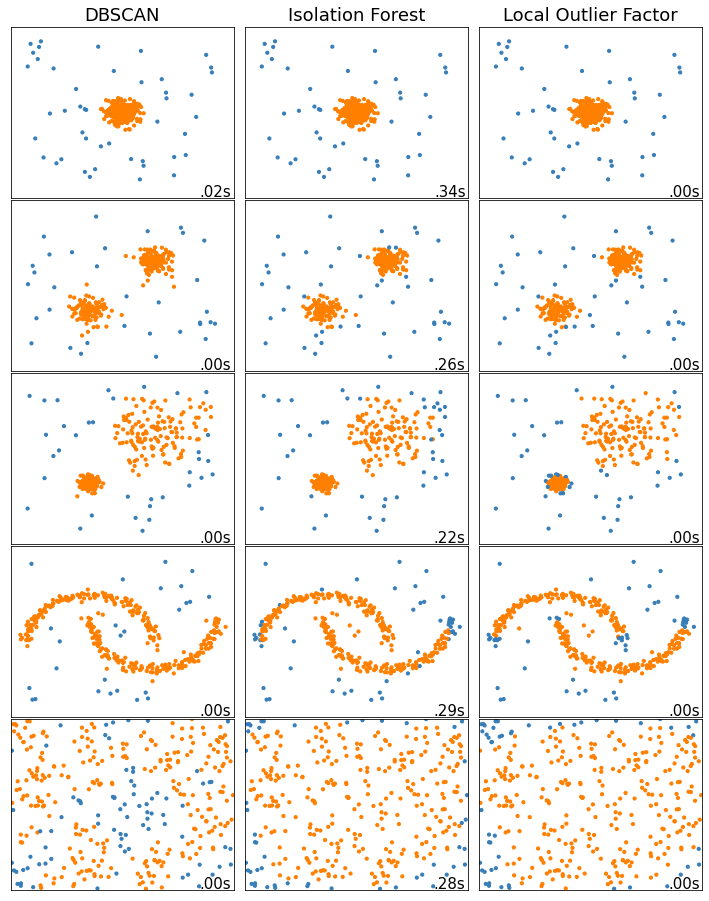 DBSCAN Isolation Forest Local Outlier Factor
.02s .34s .00s
.00s .26s .00s
.00s .22s .00s
.00s .29s .00s
.00s .28s .00s